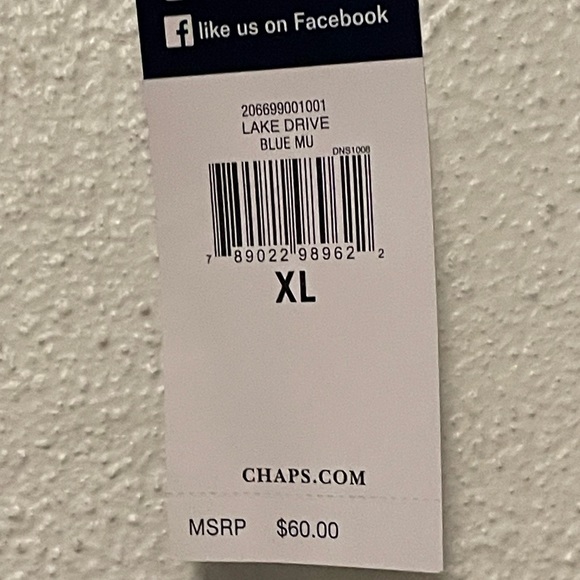 f like us on Facebook
206699001001
LAKE DRIVE
BLUE MU
DNS1008
7 89022 98962 2
XL
CHAPS.COM
MSRP $60.00